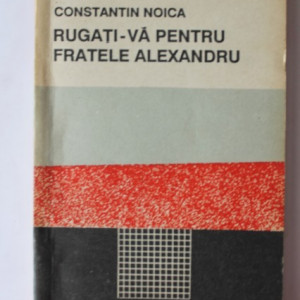 CONSTANTIN NOICA
RUGAȚI-VĂ PENTRU
FRATELE ALEXANDRU